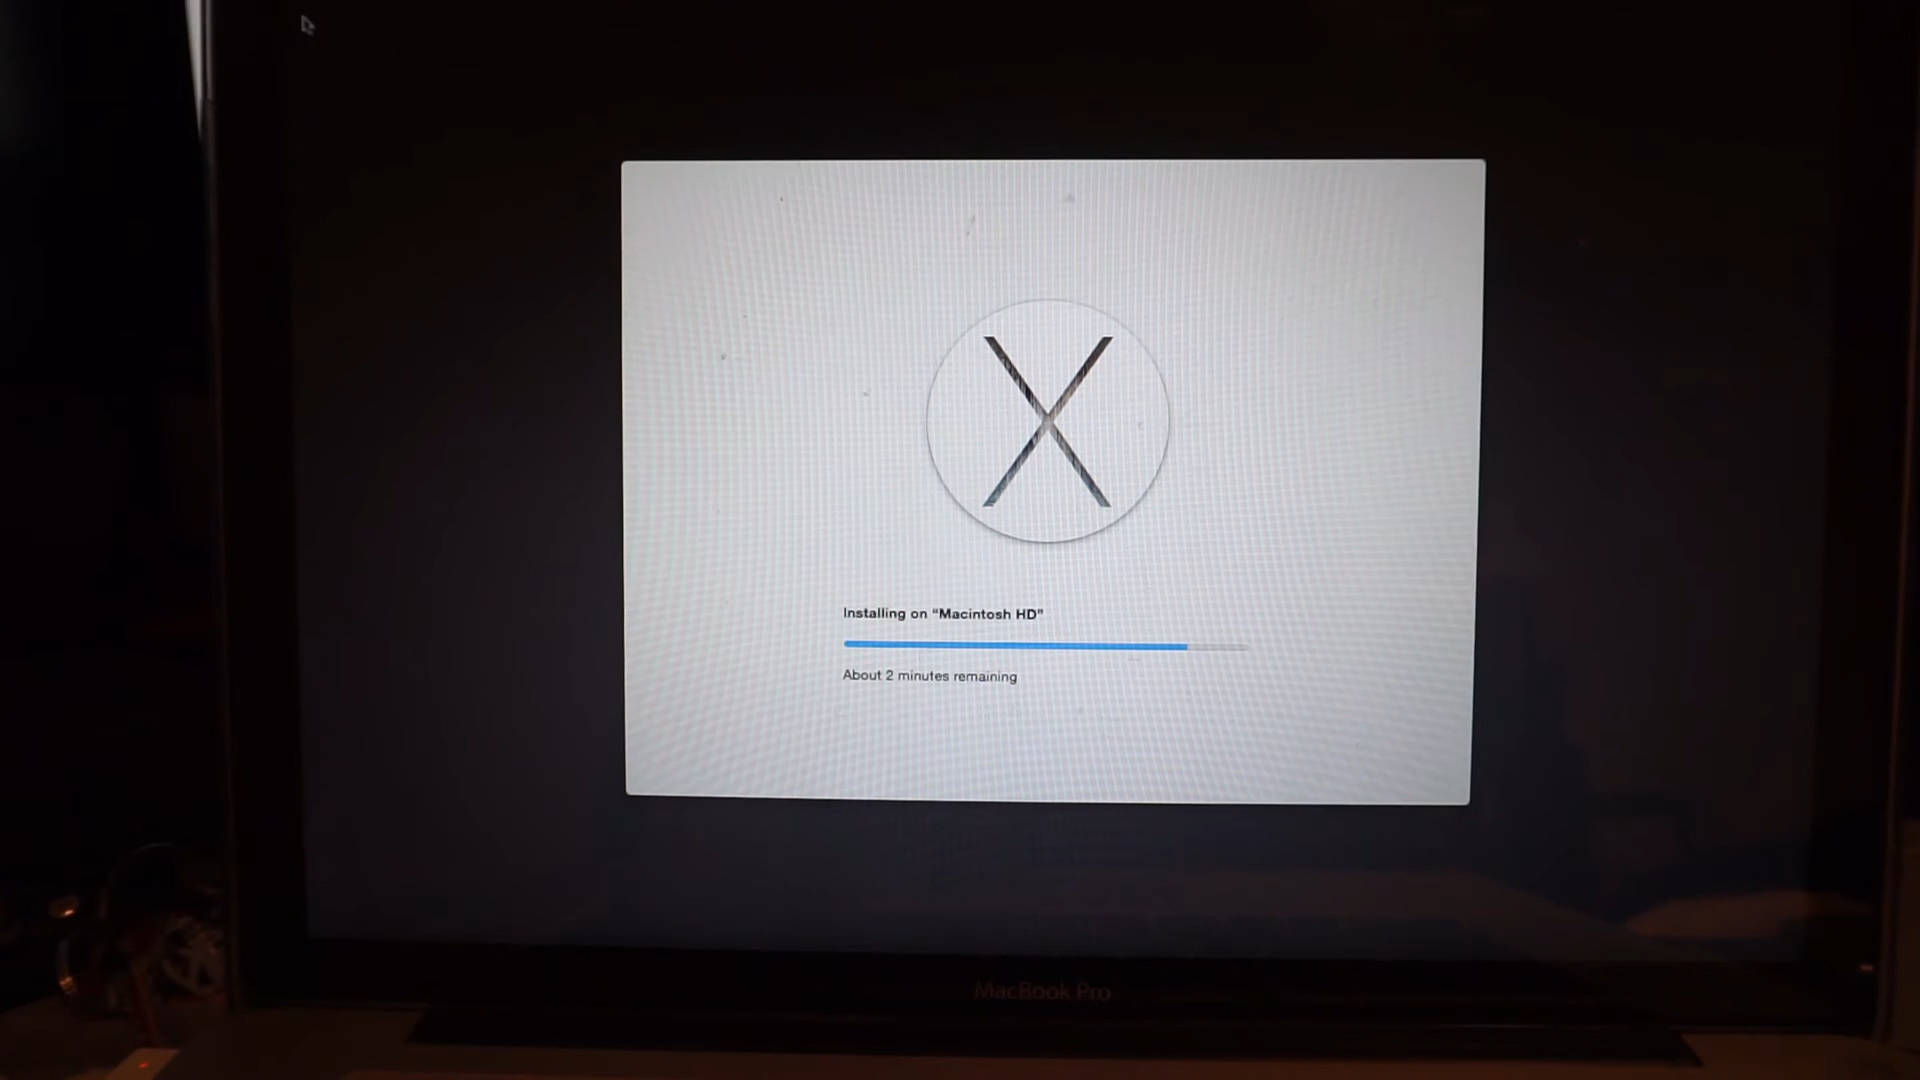 X
Installing on “Macintosh HD”
About 2 minutes remaining
MacBook Pro